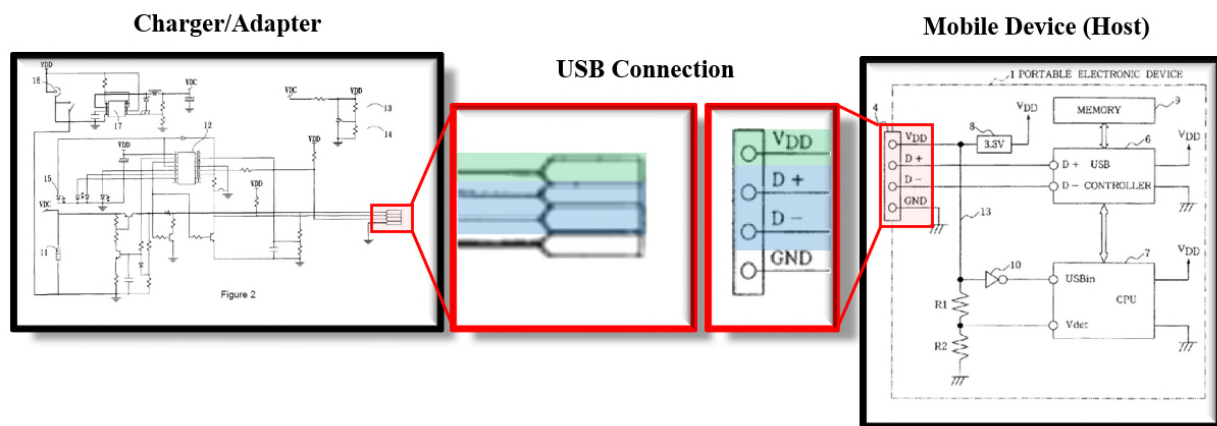 Charger/Adapter
USB Connection
Mobile Device (Host)
VDD
16
VDC
17
12
VDC
VDD
13
14
VDD
VDD
15
VDC
11
Figure 2
VDD
D +
D −
GND
1 PORTABLE ELECTRONIC DEVICE
MEMORY
9
4
VDD
8
3.3V
VDD
6
VDD
D +
D −
GND
D + USB
D − CONTROLLER
13
10
7
VDD
USBin
CPU
R1
Vdet
R2